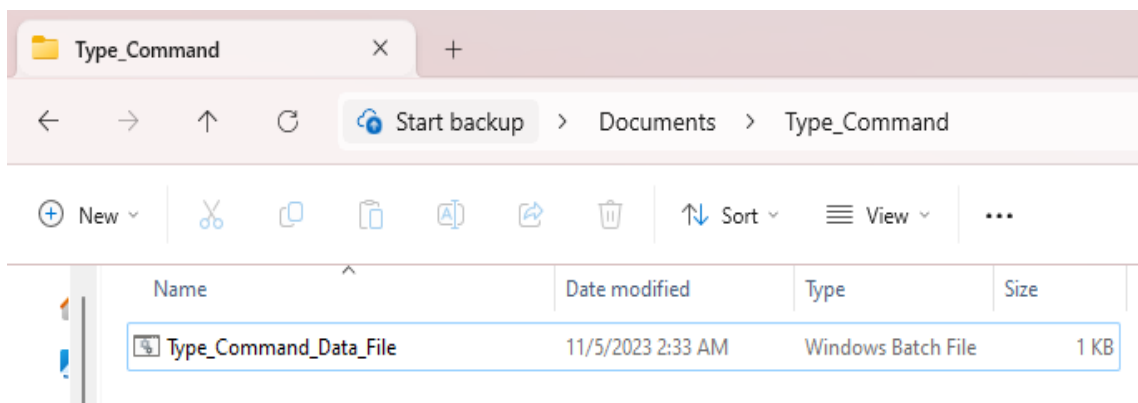 Type_Command
Start backup > Documents > Type_Command
New Sort View
Name Date modified Type Size
Type_Command_Data_File 11/5/2023 2:33 AM Windows Batch File 1 KB